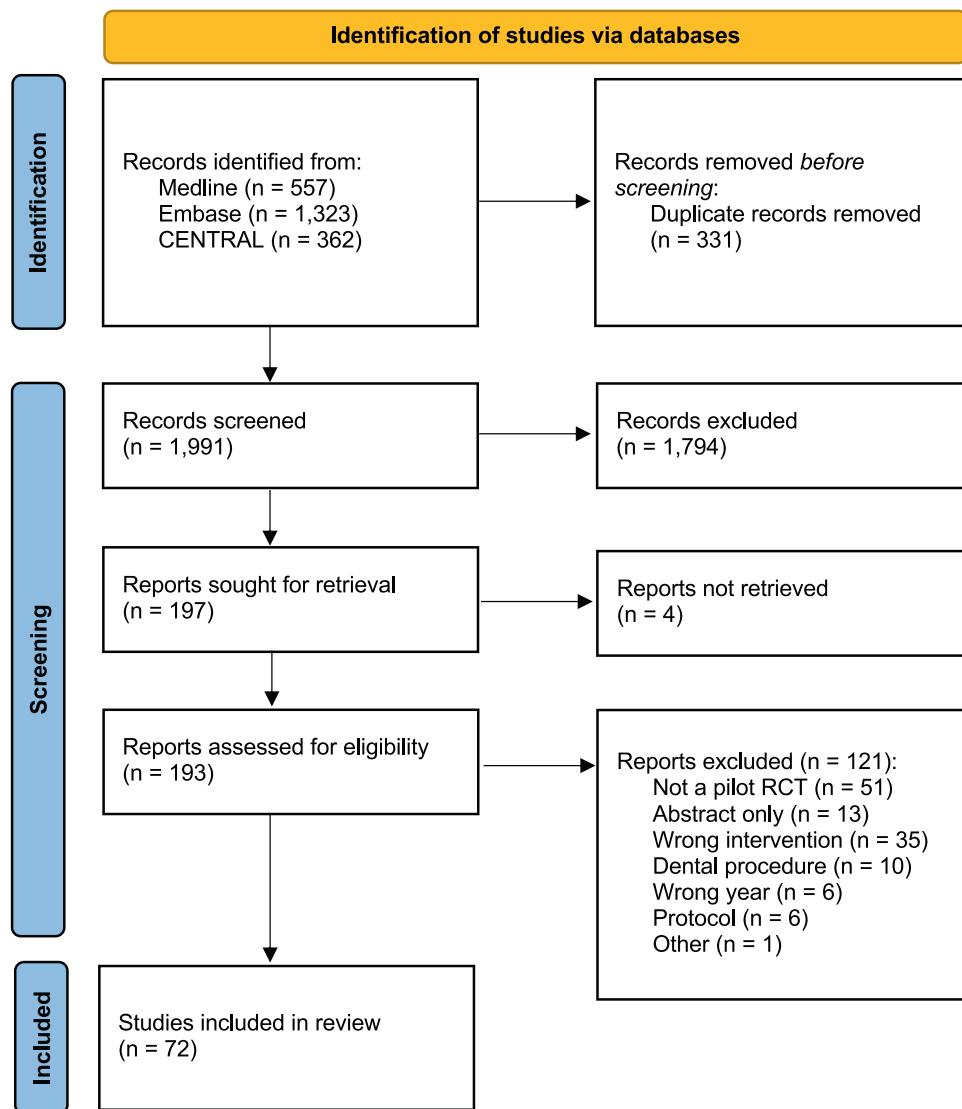 Identification of studies via databases
Identification
Records identified from:
Medline (n = 557)
Embase (n = 1,323)
CENTRAL (n = 362)
Records removed before
screening:
Duplicate records removed
(n = 331)
Screening
Records screened
(n = 1,991)
Records excluded
(n = 1,794)
Reports sought for retrieval
(n = 197)
Reports not retrieved
(n = 4)
Reports assessed for eligibility
(n = 193)
Reports excluded (n = 121):
Not a pilot RCT (n = 51)
Abstract only (n = 13)
Wrong intervention (n = 35)
Dental procedure (n = 10)
Wrong year (n = 6)
Protocol (n = 6)
Other (n = 1)
Included
Studies included in review
(n = 72)